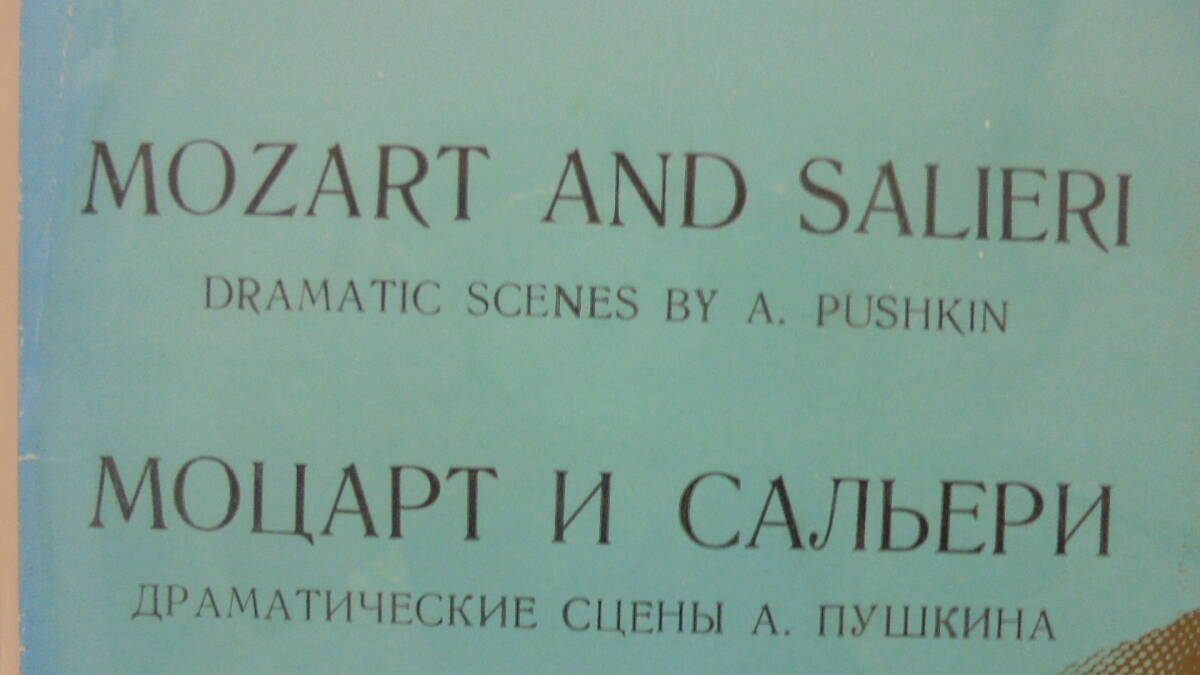 MOZART AND SALIERI
DRAMATIC SCENES BY A. PUSHKIN
МОЦАРТ И САЛЬЕРИ
ДРАМАТИЧЕСКИЕ СЦЕНЫ А. ПУШКИНА